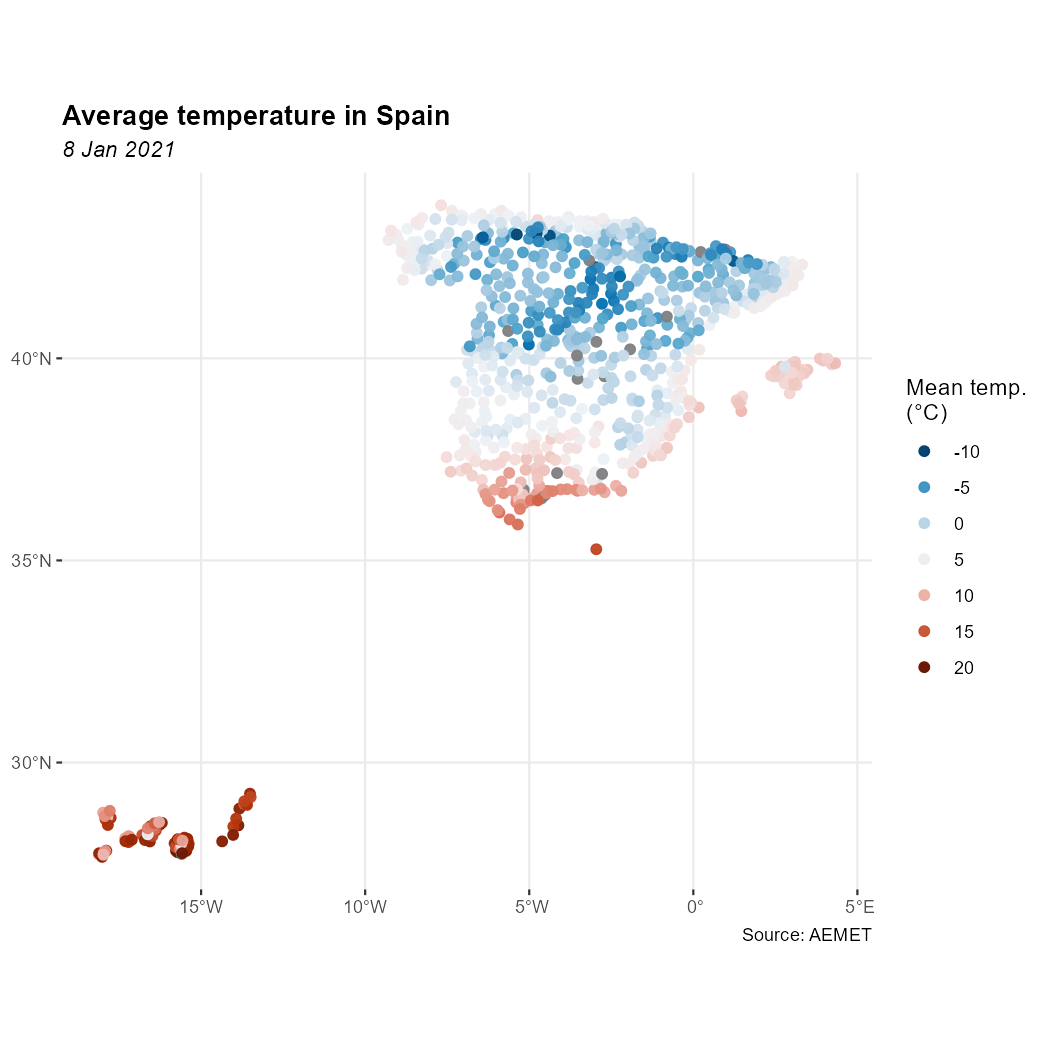 Average temperature in Spain
8 Jan 2021
40°N
35°N
30°N
15°W
10°W
5°W
0°
5°E
Mean temp.
(°C)
-10
-5
0
5
10
15
20
Source: AEMET